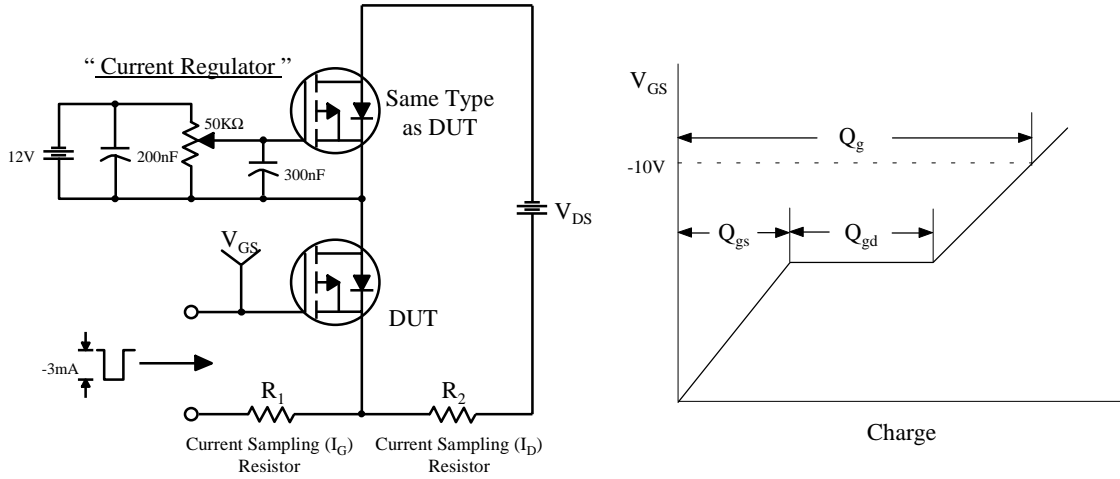 “ Current Regulator ”
12V
200nF
50KΩ
300nF
Same Type
as DUT
V_DS
V_GS
DUT
-3mA
R_1
R_2
Current Sampling (I_G)
Resistor
Current Sampling (I_D)
Resistor
V_GS
-10V
Q_g
Q_gs
Q_gd
Charge